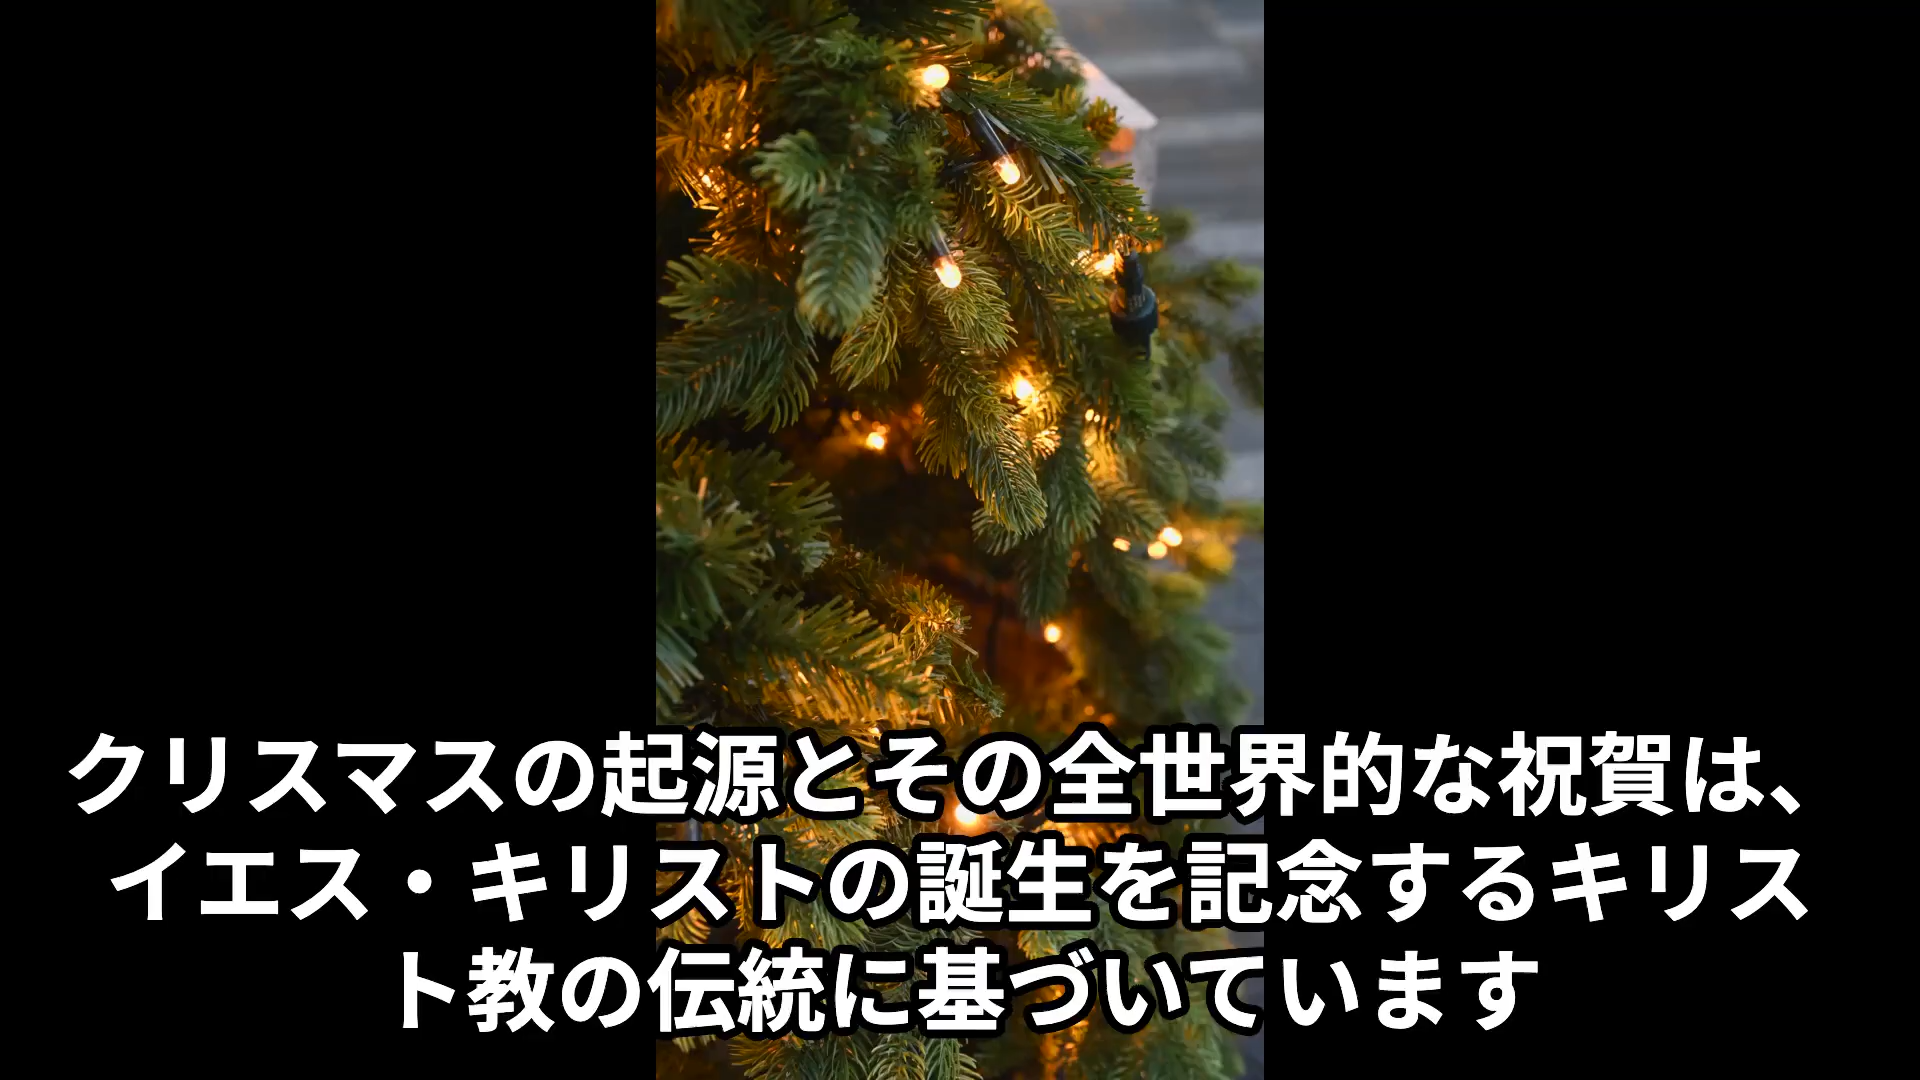 クリスマスの起源とその全世界的な祝賀は、
イエス・キリストの誕生を記念するキリス
ト教の伝統に基づいています